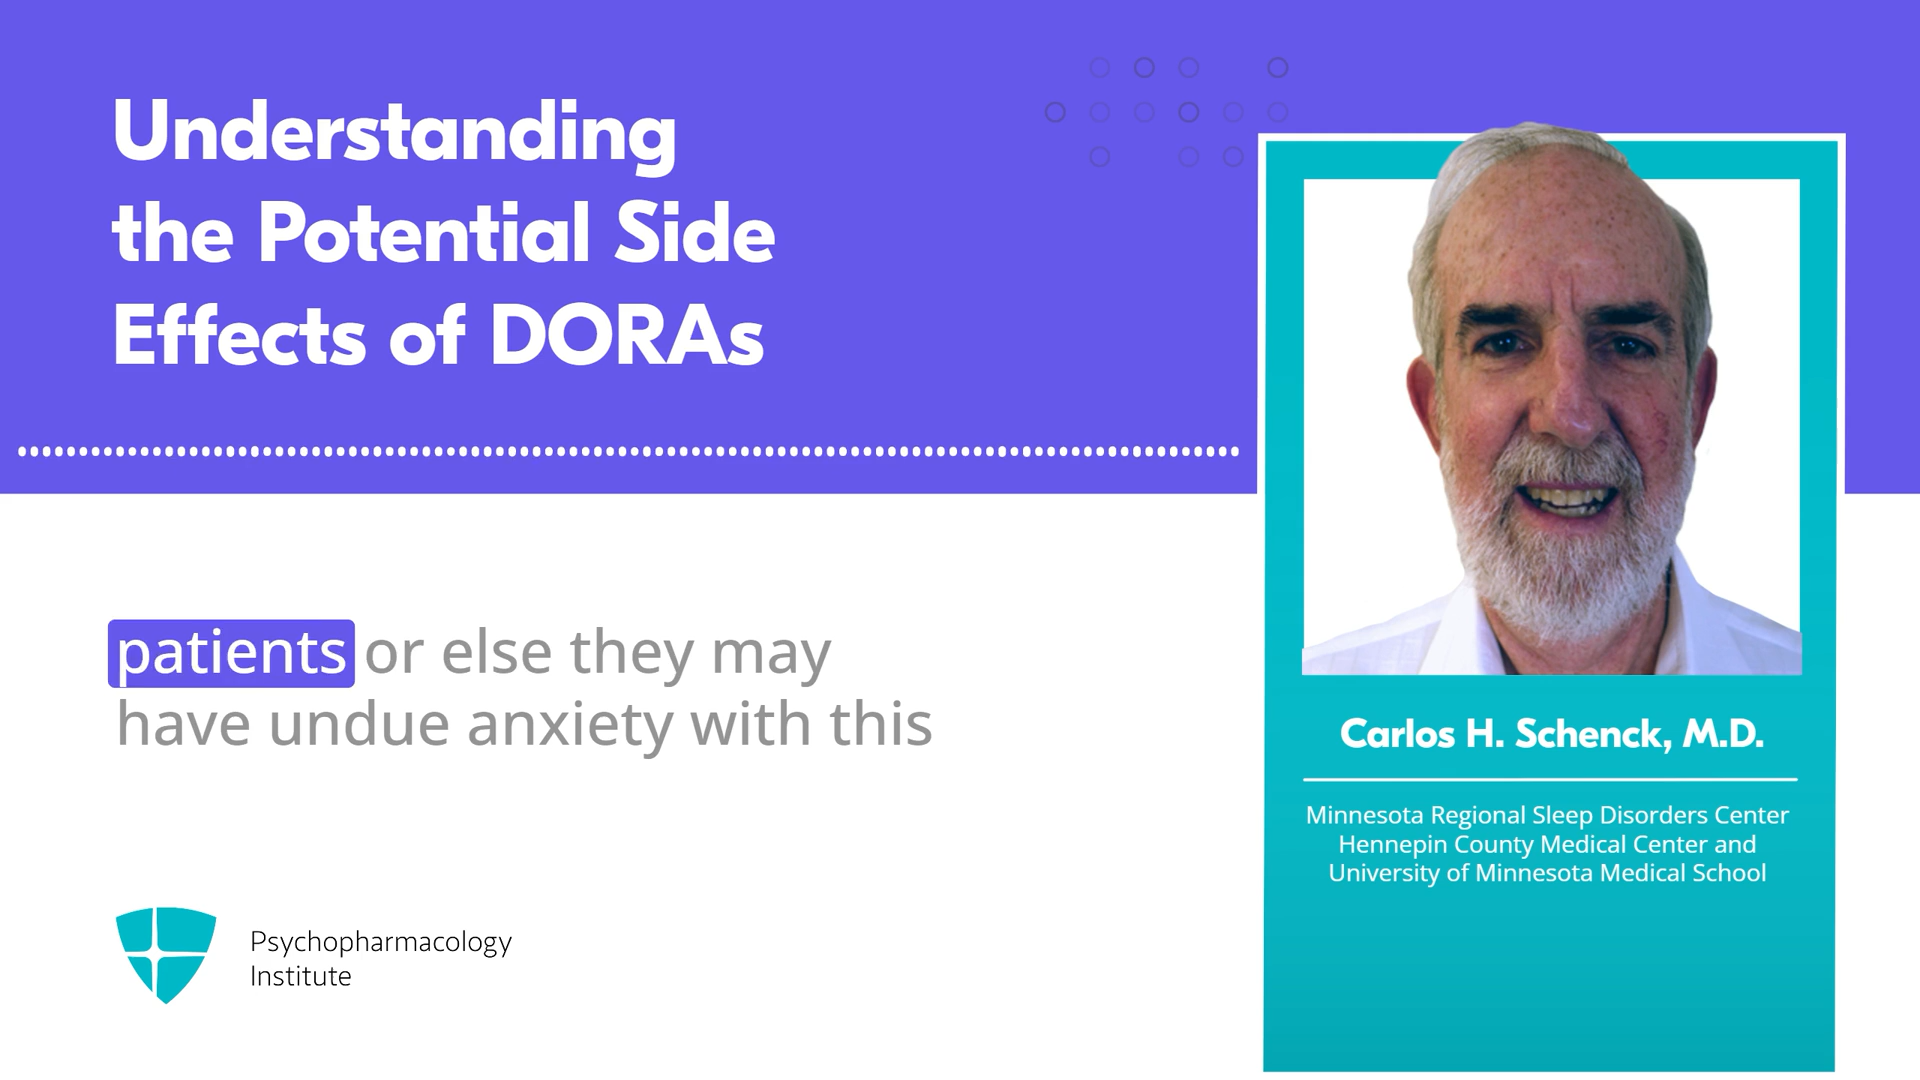 Understanding
the Potential Side
Effects of DORAs
patients or else they may
have undue anxiety with this
Psychopharmacology
Institute
Carlos H. Schenck, M.D.
Minnesota Regional Sleep Disorders Center
Hennepin County Medical Center and
University of Minnesota Medical School